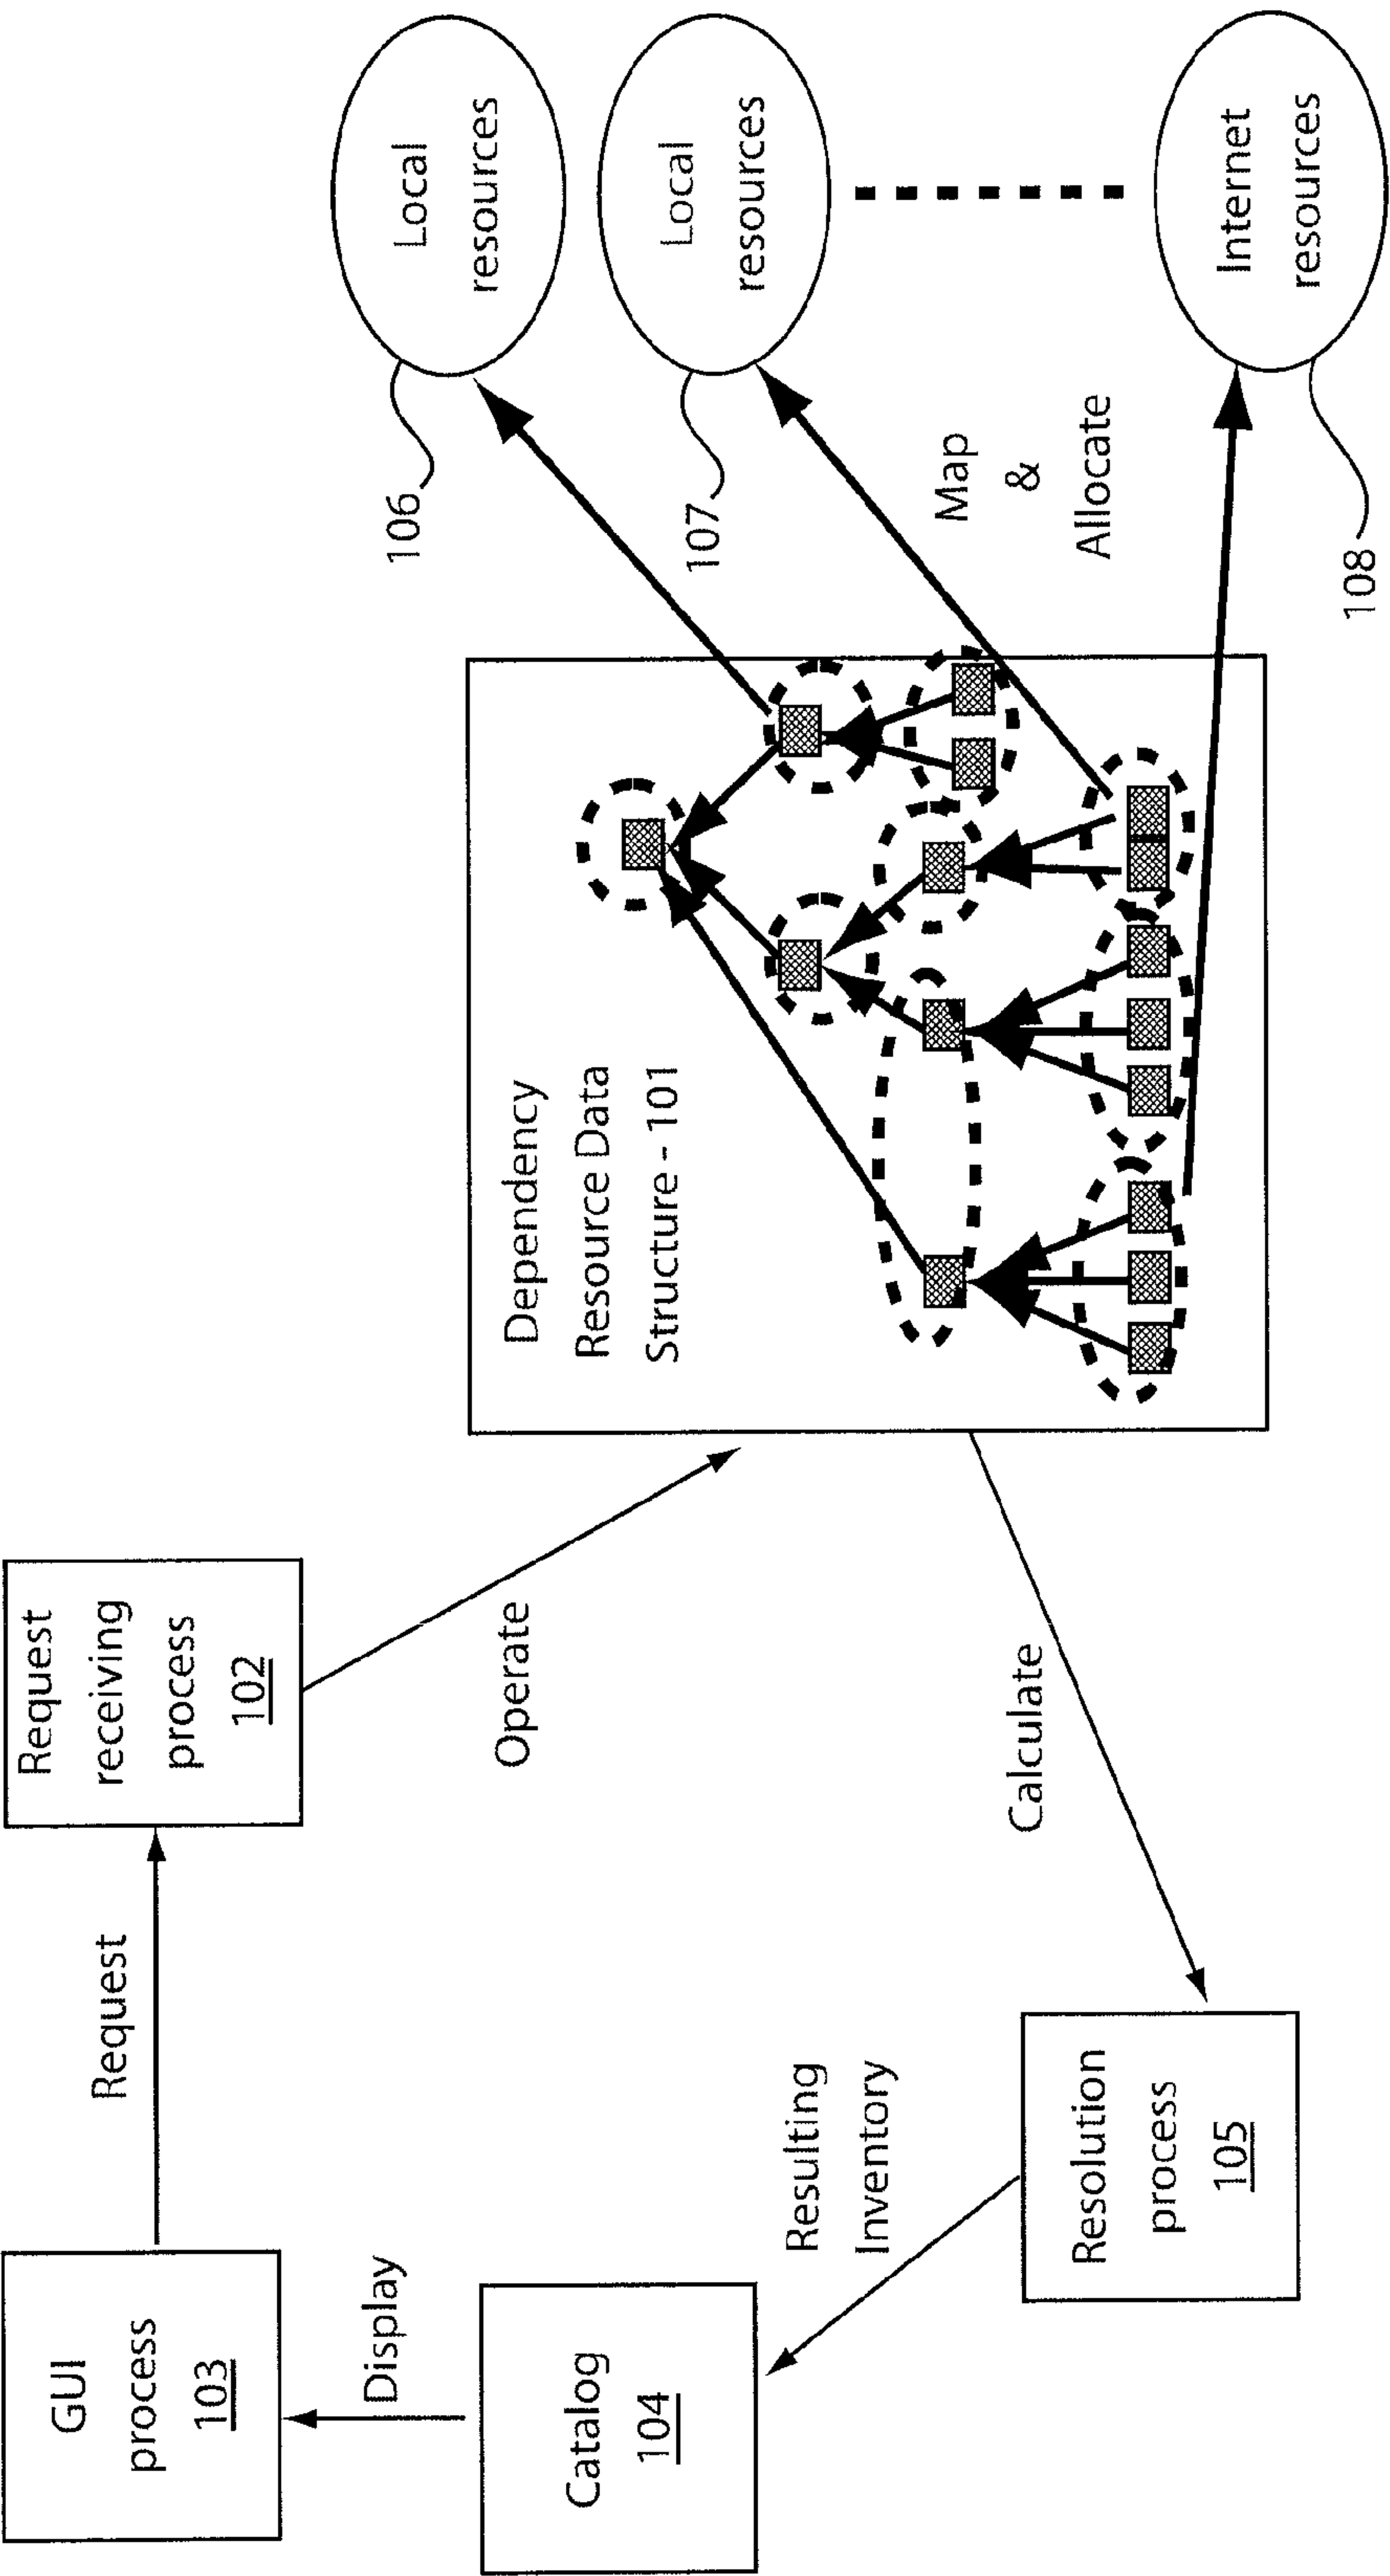 GUI
process
103
Request
Request
receiving
process
102
Display
Catalog
104
Operate
Resulting
Inventory
Resolution
process
105
Calculate
Dependency
Resource Data
Structure - 101
106
Local
resources
107
Local
resources
Map
&
Allocate
108
Internet
resources